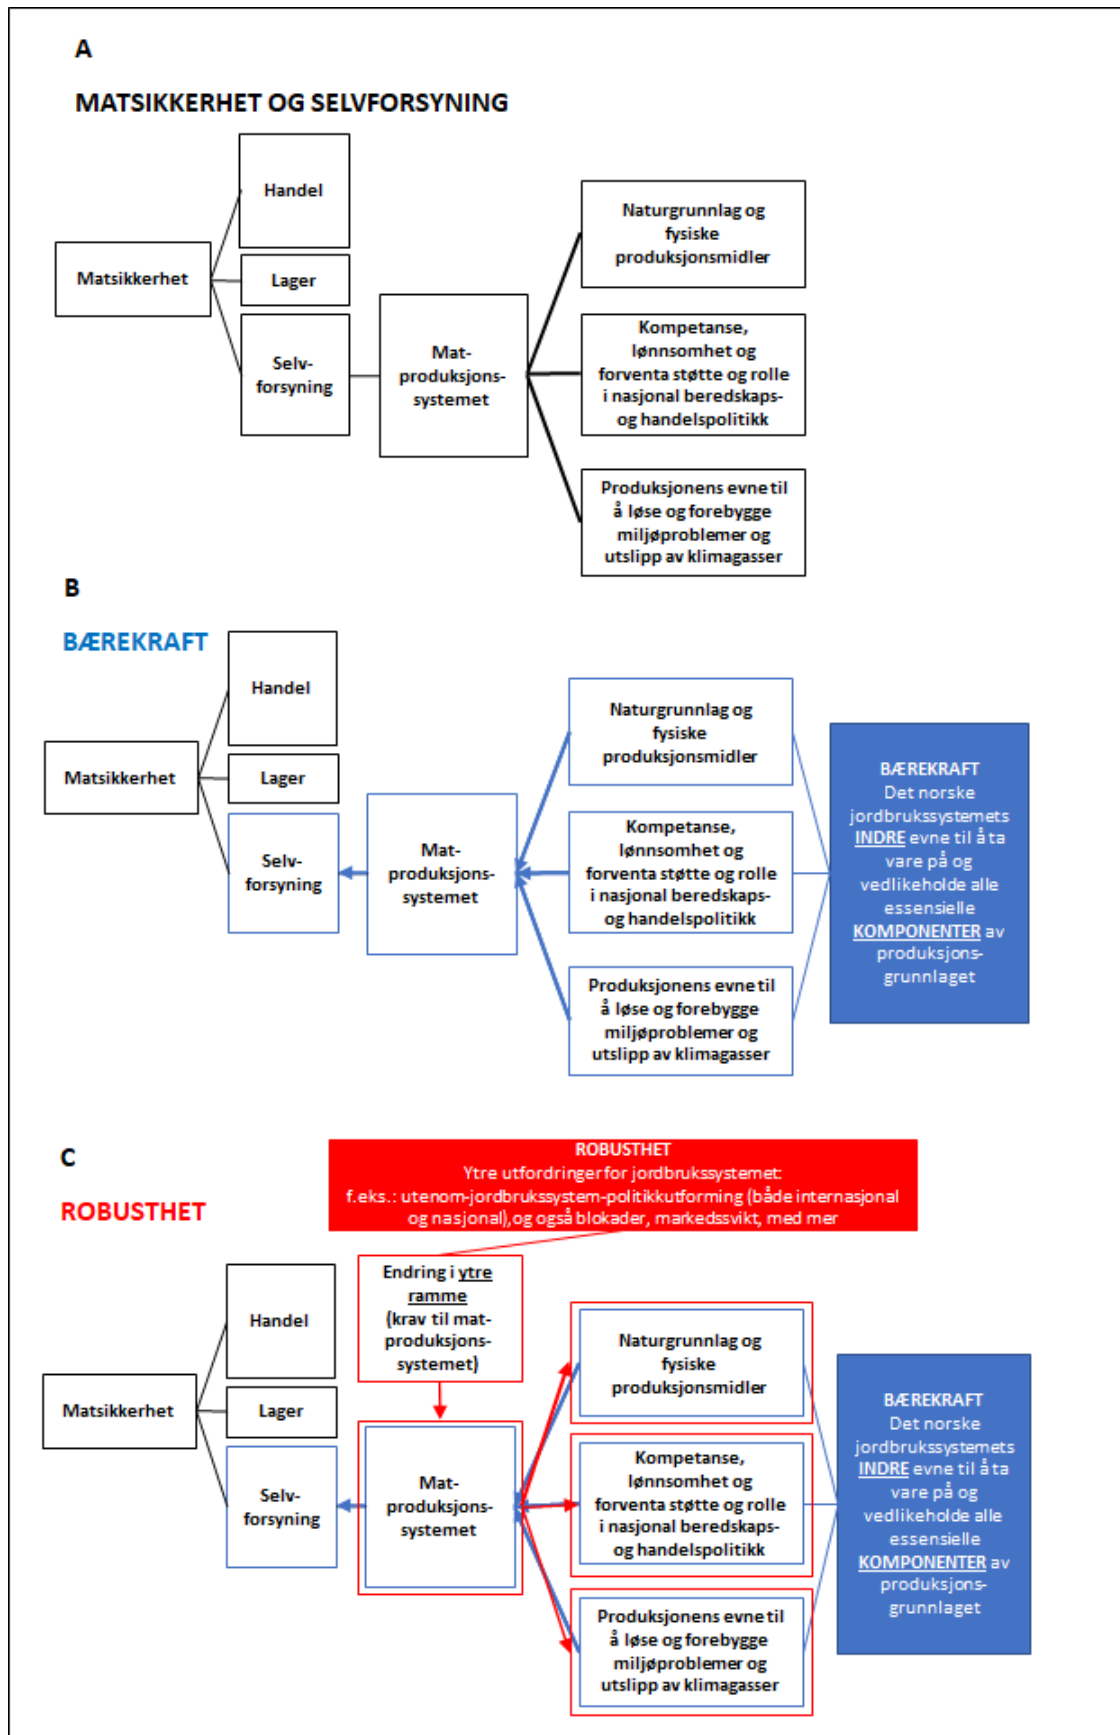 A
MATSIKKERHET OG SELVFORSYNING
Handel
Matsikkerhet
Lager
Selv-
forsyning
Mat-
produksjons-
systemet
Naturgrunnlag og
fysiske
produksjonsmidler
Kompetanse,
lønnsomhet og
forventa støtte og rolle
i nasjonal beredskaps-
og handelspolitikk
Produksjonens evne til
å løse og forebygge
miljøproblemer og
utslipp av klimagasser
B
BÆREKRAFT
Handel
Matsikkerhet
Lager
Selv-
forsyning
Mat-
produksjons-
systemet
Naturgrunnlag og
fysiske
produksjonsmidler
Kompetanse,
lønnsomhet og
forventa støtte og rolle
i nasjonal beredskaps-
og handelspolitikk
Produksjonens evne til
å løse og forebygge
miljøproblemer og
utslipp av klimagasser
BÆREKRAFT
Det norske
jordbrukssystemets
INDRE evne til å ta
vare på og
vedlikeholde alle
essensielle
KOMPONENTER av
produksjons-
grunnlaget
C
ROBUSTHET
ROBUSTHET
Ytre utfordringer for jordbrukssystemet:
f.eks.: utenom-jordbrukssystem-politikkutforming (både internasjonal
og nasjonal), og også blokader, markedssvikt, med mer
Endring i ytre
ramme
(krav til mat-
produksjons-
systemet)
Handel
Matsikkerhet
Lager
Selv-
forsyning
Mat-
produksjons-
systemet
Naturgrunnlag og
fysiske
produksjonsmidler
Kompetanse,
lønnsomhet og
forventa støtte og rolle
i nasjonal beredskaps-
og handelspolitikk
Produksjonens evne til
å løse og forebygge
miljøproblemer og
utslipp av klimagasser
BÆREKRAFT
Det norske
jordbrukssystemets
INDRE evne til å ta
vare på og
vedlikeholde alle
essensielle
KOMPONENTER av
produksjons-
grunnlaget